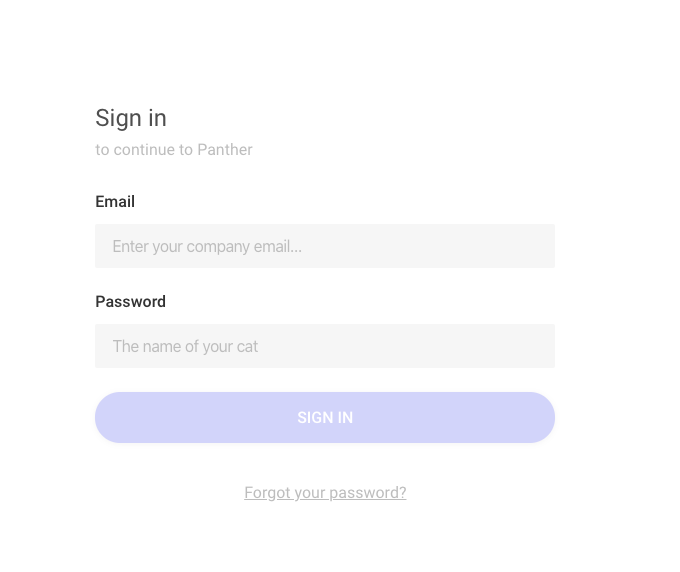 Sign in
to continue to Panther
Email
Enter your company email...
Password
The name of your cat
SIGN IN
Forgot your password?